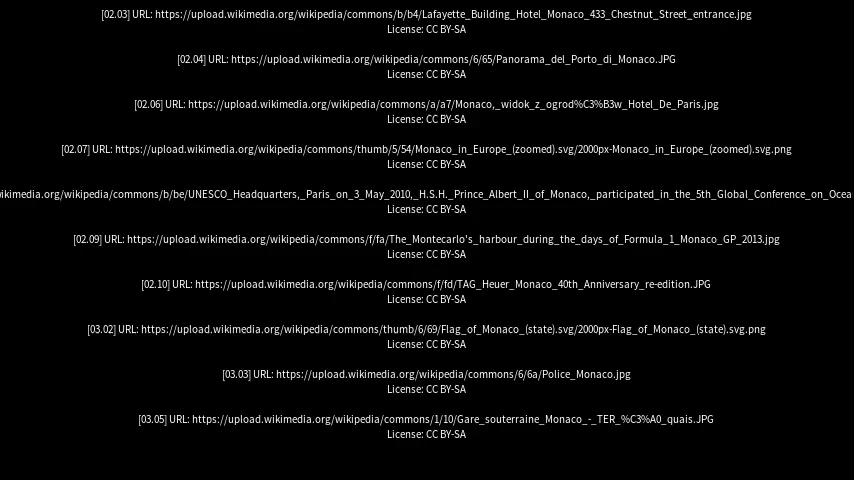 [02.03] URL: https://upload.wikimedia.org/wikipedia/commons/b/b4/Lafayette_Building_Hotel_Monaco_433_Chestnut_Street_entrance.jpg
License: CC BY-SA
[02.04] URL: https://upload.wikimedia.org/wikipedia/commons/6/65/Panorama_del_Porto_di_Monaco.JPG
License: CC BY-SA
[02.06] URL: https://upload.wikimedia.org/wikipedia/commons/a/a7/Monaco,_widok_z_ogrod%C3%B3w_Hotel_De_Paris.jpg
License: CC BY-SA
[02.07] URL: https://upload.wikimedia.org/wikipedia/commons/thumb/5/54/Monaco_in_Europe_(zoomed).svg/2000px-Monaco_in_Europe_(zoomed).svg.png
License: CC BY-SA
vikimedia.org/wikipedia/commons/b/be/UNESCO_Headquarters,_Paris_on_3_May_2010,_H.S.H._Prince_Albert_II_of_Monaco,_participated_in_the_5th_Global_Conference_on_Ocea
License: CC BY-SA
[02.09] URL: https://upload.wikimedia.org/wikipedia/commons/f/fa/The_Montecarlo's_harbour_during_the_days_of_Formula_1_Monaco_GP_2013.jpg
License: CC BY-SA
[02.10] URL: https://upload.wikimedia.org/wikipedia/commons/f/fd/TAG_Heuer_Monaco_40th_Anniversary_re-edition.JPG
License: CC BY-SA
[03.02] URL: https://upload.wikimedia.org/wikipedia/commons/thumb/6/69/Flag_of_Monaco_(state).svg/2000px-Flag_of_Monaco_(state).svg.png
License: CC BY-SA
[03.03] URL: https://upload.wikimedia.org/wikipedia/commons/6/6a/Police_Monaco.jpg
License: CC BY-SA
[03.05] URL: https://upload.wikimedia.org/wikipedia/commons/1/10/Gare_souterraine_Monaco_-_TER_%C3%A0_quais.JPG
License: CC BY-SA